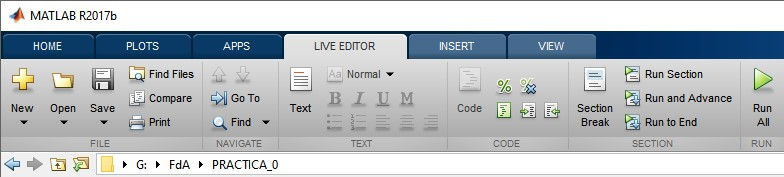 MATLAB R2017b
HOME PLOTS APPS LIVE EDITOR INSERT VIEW
New Open Save Find Files Compare Print
FILE
Go To Find
NAVIGATE
Text Aa Normal B I U M
TEXT
Code % %
CODE
Section Break Run Section Run and Advance Run to End
SECTION
Run All
RUN
G: FdA PRACTICA_0